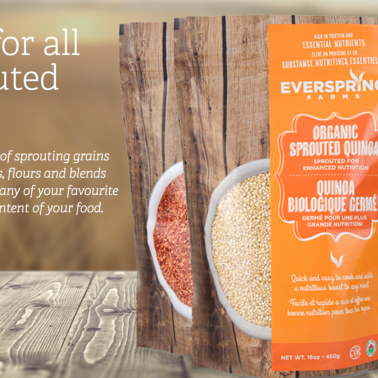 for all
uted
of sprouting grains
s, flours and blends
any of your favourite
ntent of your food.
HIGH IN PROTEIN AND
ESSENTIAL NUTRIENTS
ÉLEVÉ EN PROTÉINE ET EN
SUBSTANCE NUTRITIVES ESSENTIEL
EVERSPRING
FARMS
ORGANIC
SPROUTED QUINOA
SPROUTED FOR
ENHANCED NUTRITION
QUINOA
BIOLOGIQUE GERMÉ
GERMÉ POUR UNE PLUS
GRANDE NUTRITION
Quick and easy to cook and adds
a nutritious boost to any meal
Facile et rapide à cuir et offre une
bonne nutrition pour tous les repas
NET WT. 16oz • 450g